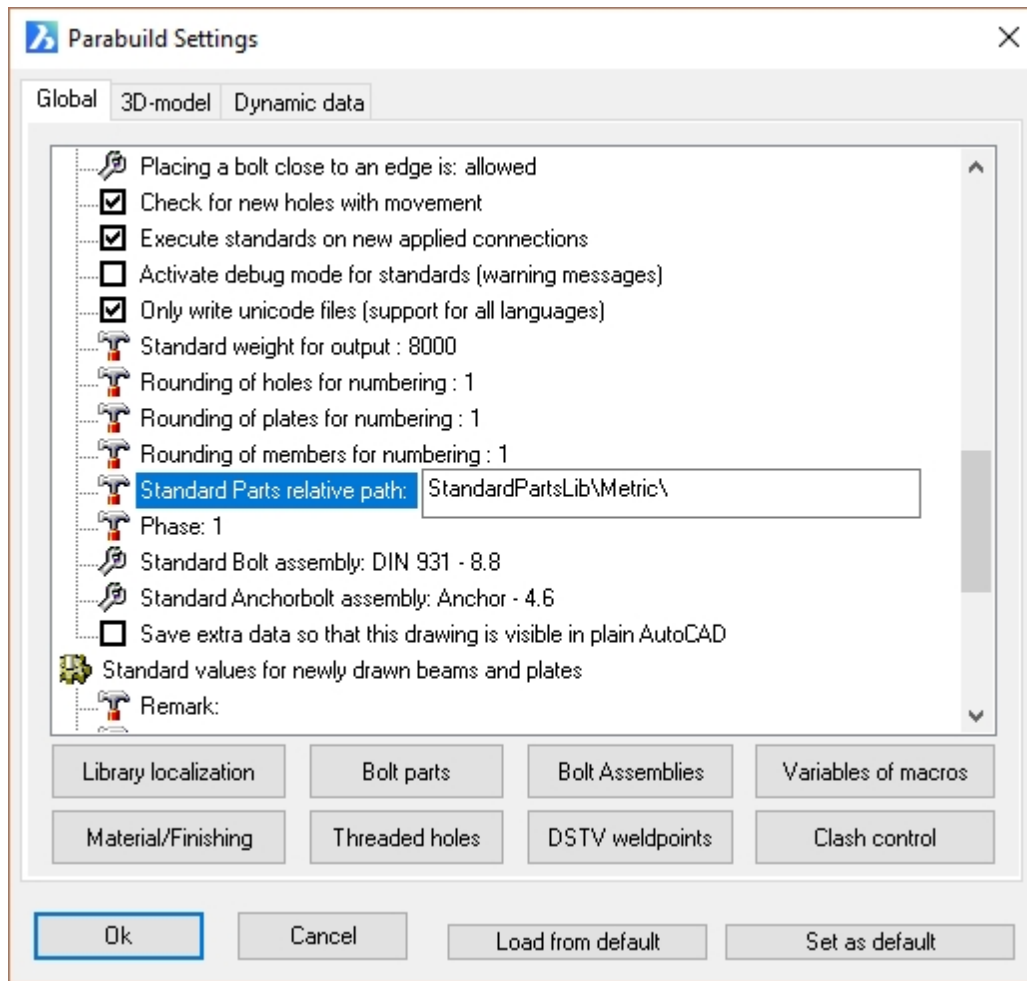 Parabuild Settings
Global 3D-model Dynamic data
Placing a bolt close to an edge is: allowed
Check for new holes with movement
Execute standards on new applied connections
Activate debug mode for standards (warning messages)
Only write unicode files (support for all languages)
Standard weight for output : 8000
Rounding of holes for numbering : 1
Rounding of plates for numbering : 1
Rounding of members for numbering : 1
Standard Parts relative path: StandardPartsLib\Metric\
Phase: 1
Standard Bolt assembly: DIN 931 - 8.8
Standard Anchorbolt assembly: Anchor - 4.6
Save extra data so that this drawing is visible in plain AutoCAD
Standard values for newly drawn beams and plates
Remark:
Library localization Bolt parts Bolt Assemblies Variables of macros
Material/Finishing Threaded holes DSTV weldpoints Clash control
Ok Cancel Load from default Set as default